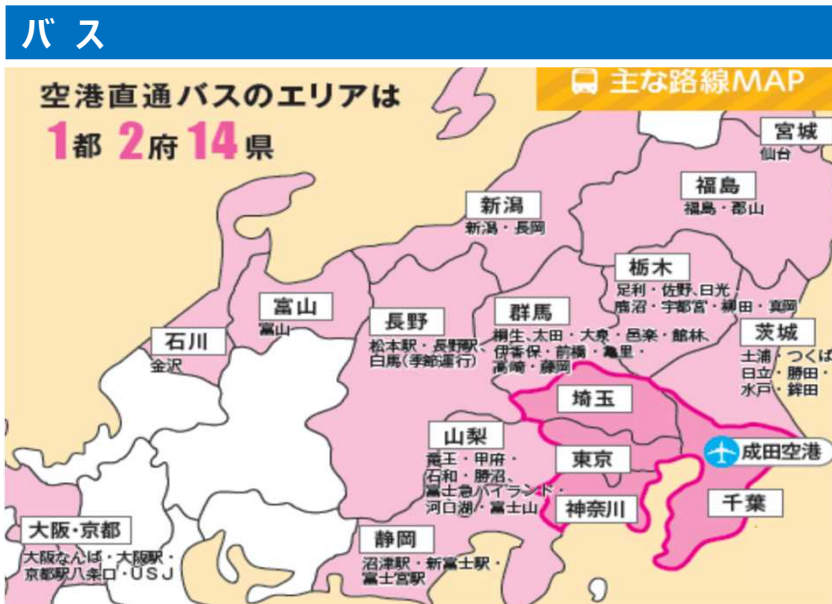 バス
空港直通バスのエリアは
1都 2府 14県
主な路線MAP
宮城
仙台
福島
福島・郡山
新潟
新潟・長岡
栃木
足利・佐野、日光・
鹿沼・宇都宮・柳田・真岡
富山
富山
長野
松本駅・長野駅、
白馬(季節運行)
群馬
桐生、太田・大泉・邑楽・館林、
伊香保・前橋・亀里・
高崎・藤岡
石川
金沢
茨城
土浦・つくば
日立・勝田・
水戸・鉾田
埼玉
山梨
竜王・甲府・
石和・勝沼、
富士急ハイランド・
河口湖・富士山
東京
成田空港
神奈川
千葉
大阪・京都
大阪なんば・大阪駅・
京都駅八条口・USJ
静岡
沼津駅・新富士駅・
富士宮駅